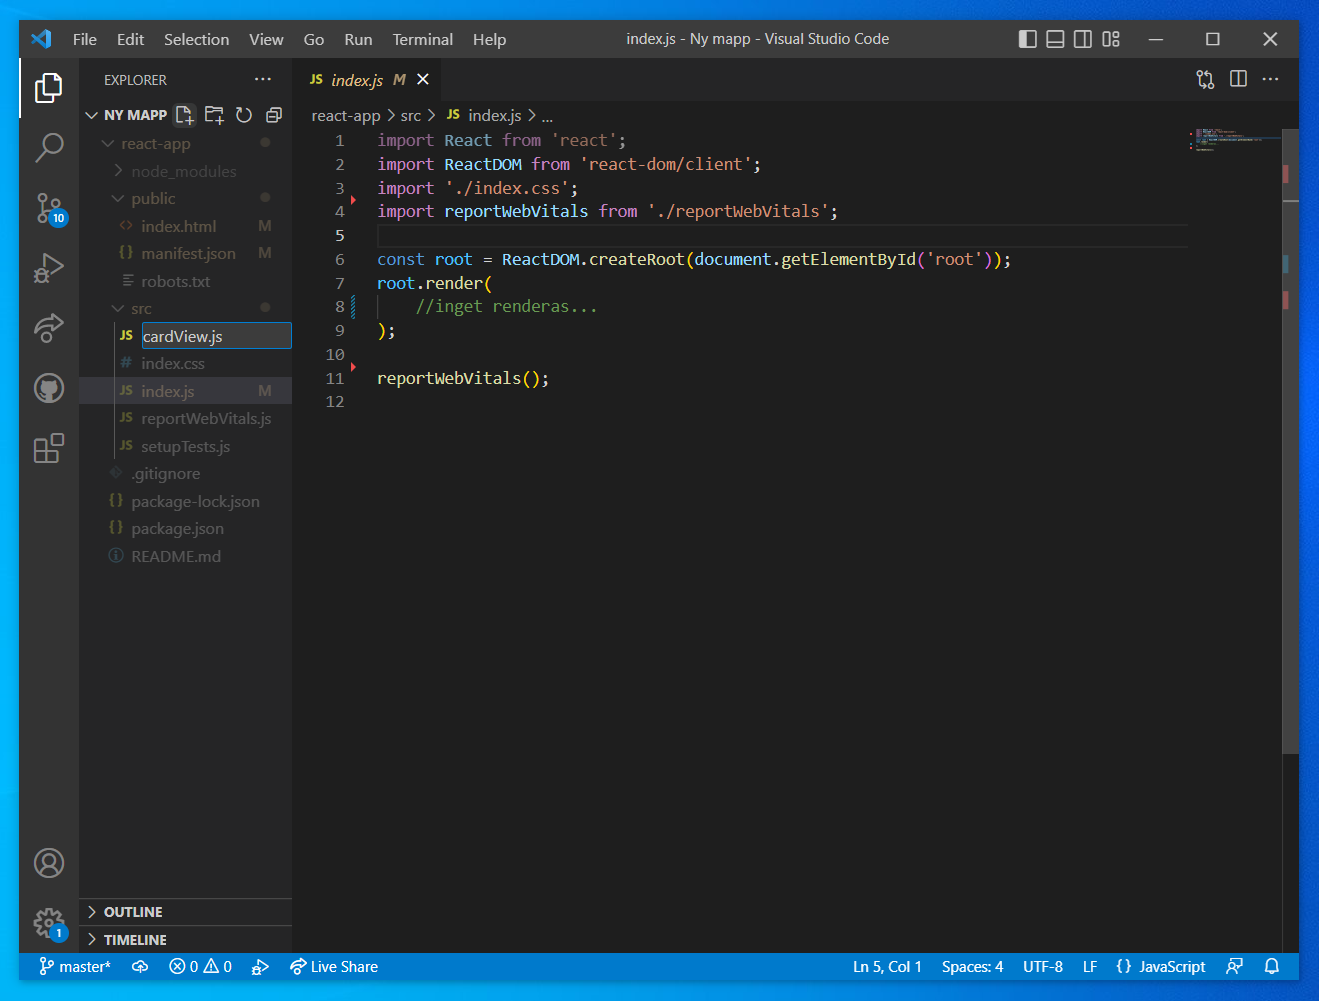 File Edit Selection View Go Run Terminal Help index.js - Ny mapp - Visual Studio Code
EXPLORER
NY MAPP
react-app
node_modules
public
index.html M
manifest.json M
robots.txt
src
JS cardView.js
# index.css
JS index.js M
JS reportWebVitals.js
JS setupTests.js
.gitignore
{} package-lock.json
{} package.json
README.md
OUTLINE
TIMELINE
10
1
JS index.js M
react-app > src > JS index.js > ...
1 import React from 'react';
2 import ReactDOM from 'react-dom/client';
3 import './index.css';
4 import reportWebVitals from './reportWebVitals';
5
6 const root = ReactDOM.createRoot(document.getElementById('root'));
7 root.render(
8 //inget renderas...
9 );
10
11 reportWebVitals();
12
master* 0 0 Live Share Ln 5, Col 1 Spaces: 4 UTF-8 LF {} JavaScript